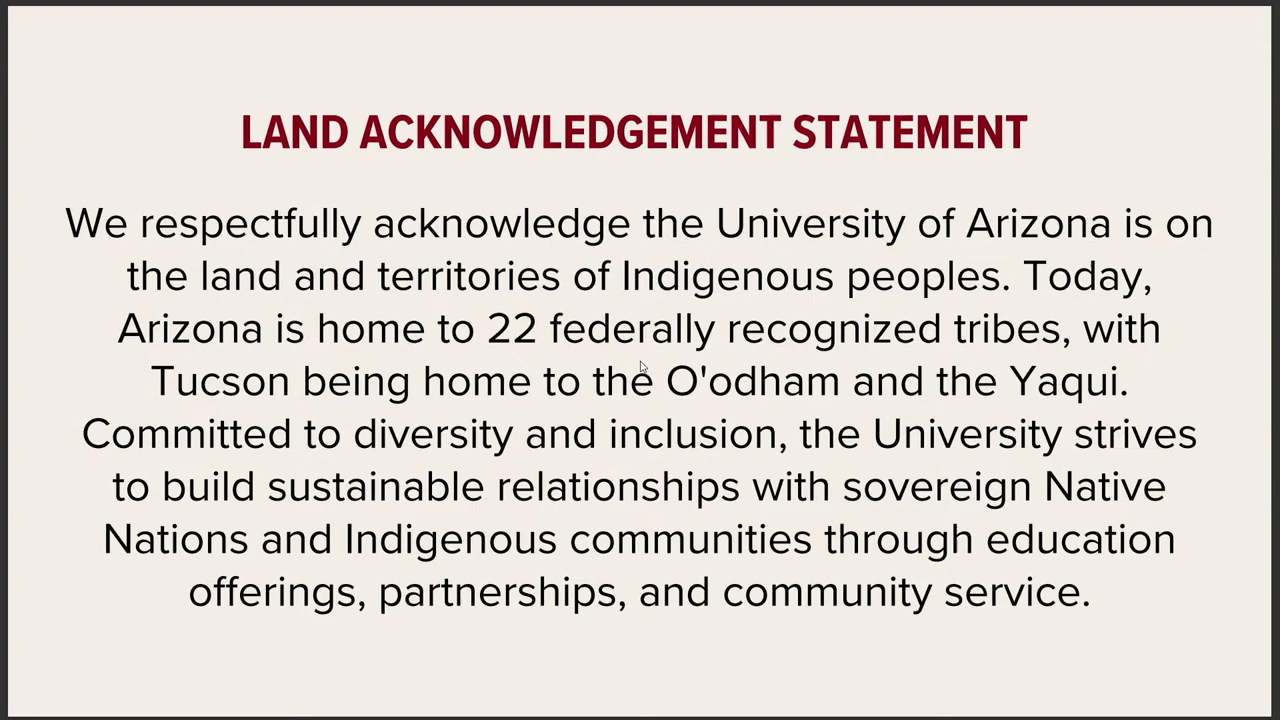 LAND ACKNOWLEDGEMENT STATEMENT
We respectfully acknowledge the University of Arizona is on
the land and territories of Indigenous peoples. Today,
Arizona is home to 22 federally recognized tribes, with
Tucson being home to the O'odham and the Yaqui.
Committed to diversity and inclusion, the University strives
to build sustainable relationships with sovereign Native
Nations and Indigenous communities through education
offerings, partnerships, and community service.